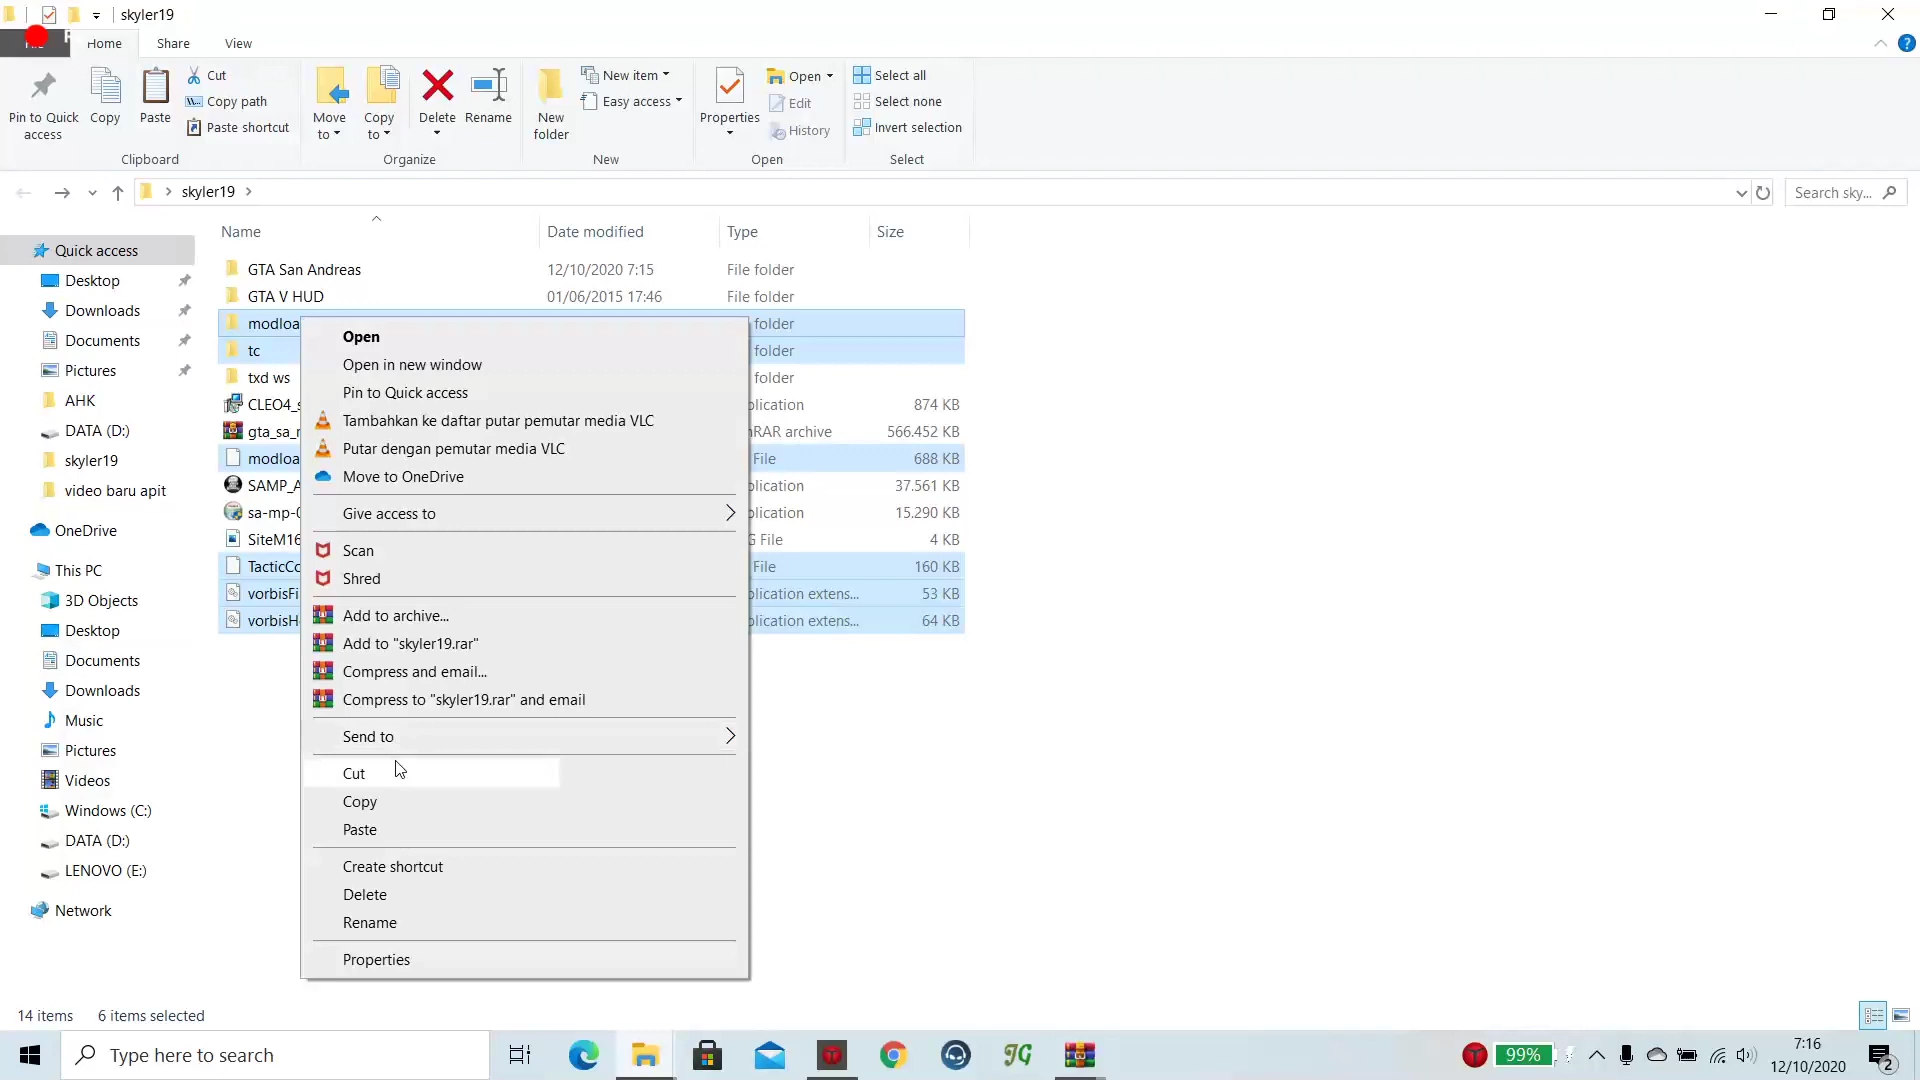 skyler19
Home
Share
View
Pin to Quick
access
Copy
Paste
Cut
Copy path
Paste shortcut
Clipboard
Move
to
Copy
to
Delete
Rename
Organize
New
folder
New item
Easy access
New
Properties
Open
Edit
History
Open
Select all
Select none
Invert selection
Select
skyler19
Search sky...
Name
Date modified
Type
Size
Quick access
Desktop
Downloads
Documents
Pictures
AHK
DATA (D:)
skyler19
video baru apit
OneDrive
This PC
3D Objects
Desktop
Documents
Downloads
Music
Pictures
Videos
Windows (C:)
DATA (D:)
LENOVO (E:)
Network
GTA San Andreas 12/10/2020 7:15 File folder
GTA V HUD 01/06/2015 17:46 File folder
modloa folder
tc folder
txd ws folder
CLEO4_s plication 874 KB
gta_sa_r nRAR archive 566.452 KB
modloa File 688 KB
SAMP_A plication 37.561 KB
sa-mp-0 plication 15.290 KB
SiteM16 G File 4 KB
TacticCo File 160 KB
vorbisFi plication extens... 53 KB
vorbisH plication extens... 64 KB
Open
Open in new window
Pin to Quick access
Tambahkan ke daftar putar pemutar media VLC
Putar dengan pemutar media VLC
Move to OneDrive
Give access to
Scan
Shred
Add to archive...
Add to "skyler19.rar"
Compress and email...
Compress to "skyler19.rar" and email
Send to
Cut
Copy
Paste
Create shortcut
Delete
Rename
Properties
14 items
6 items selected
Type here to search
JG
99%
7:16
12/10/2020
2